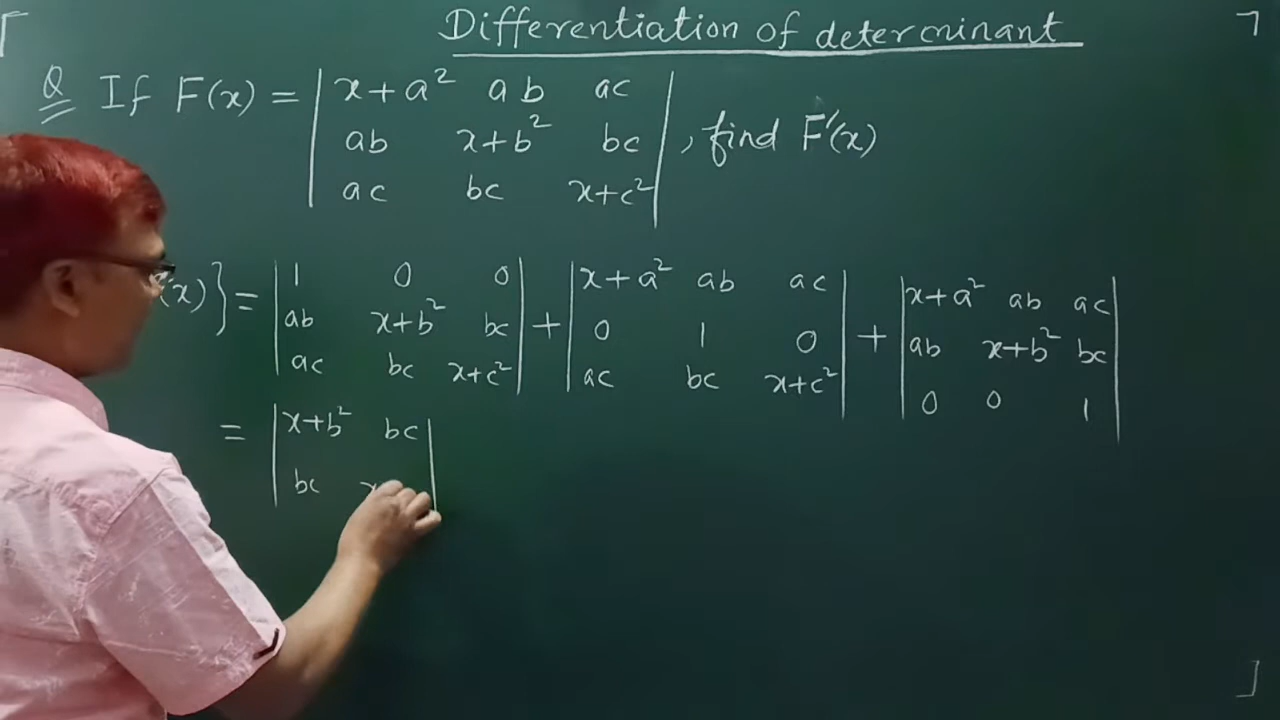 Differentiation of determinant
Q If F(x) = | x+a² ab ac |
| ab x+b² bc | , find F'(x)
| ac bc x+c² |
(x)} = | 1 0 0 | + | x+a² ab ac | + | x+a² ab ac |
| ab x+b² bc | | 0 1 0 | | ab x+b² bc |
| ac bc x+c² | | ac bc x+c² | | 0 0 1 |
= | x+b² bc |
| bc x